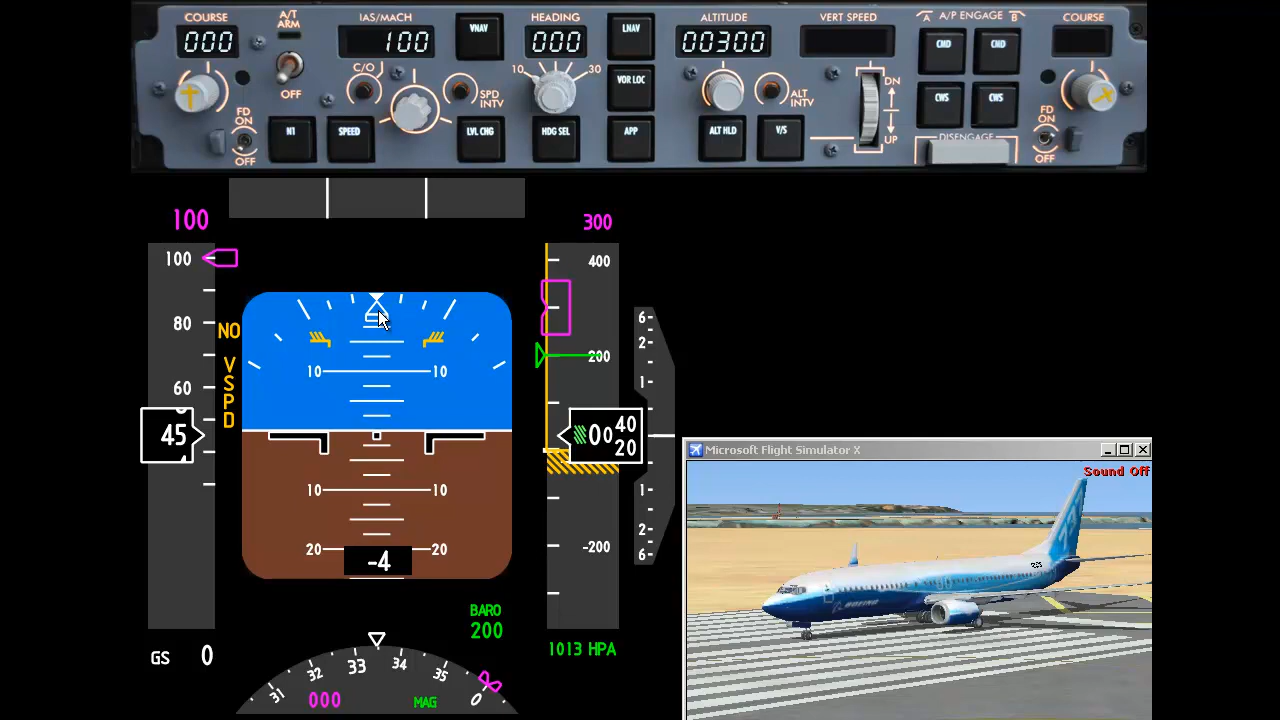 COURSE A/T ARM IAS/MACH HEADING ALTITUDE VERT SPEED A A/P ENGAGE B COURSE
000 100 VNAV 000 LNAV 00300 CMD CMD
C/O 10 30 DN
OFF SPD INTV VOR LOC ALT INTV CWS CWS
FD ON FD ON
OFF N1 SPEED LVL CHG HDG SEL APP ALT HLD V/S UP DISENGAGE OFF
100 300
100 400
80 NO 6
V 2
S 10 10 200 1
60 P
D
45 00 40
20
10 10 1
2
20 20 -200 6
-4
BARO
200
GS 0 1013 HPA
31 32 33 34 35 0
000 MAG
Microsoft Flight Simulator X
Sound Off
BOEING